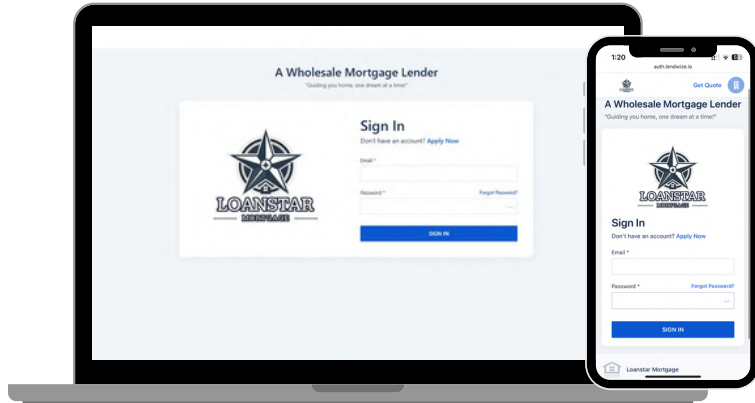 A Wholesale Mortgage Lender
"Guiding you home, one dream at a time!"
LOANSTAR
MORTGAGE
Sign In
Don't have an account? Apply Now
Email *
Password *
Forgot Password?
SIGN IN
1:20
auth.lendwize.io
Get Quote
A Wholesale Mortgage Lender
"Guiding you home, one dream at a time!"
LOANSTAR
MORTGAGE
Sign In
Don't have an account? Apply Now
Email *
Password *
Forgot Password?
SIGN IN
Loanstar Mortgage